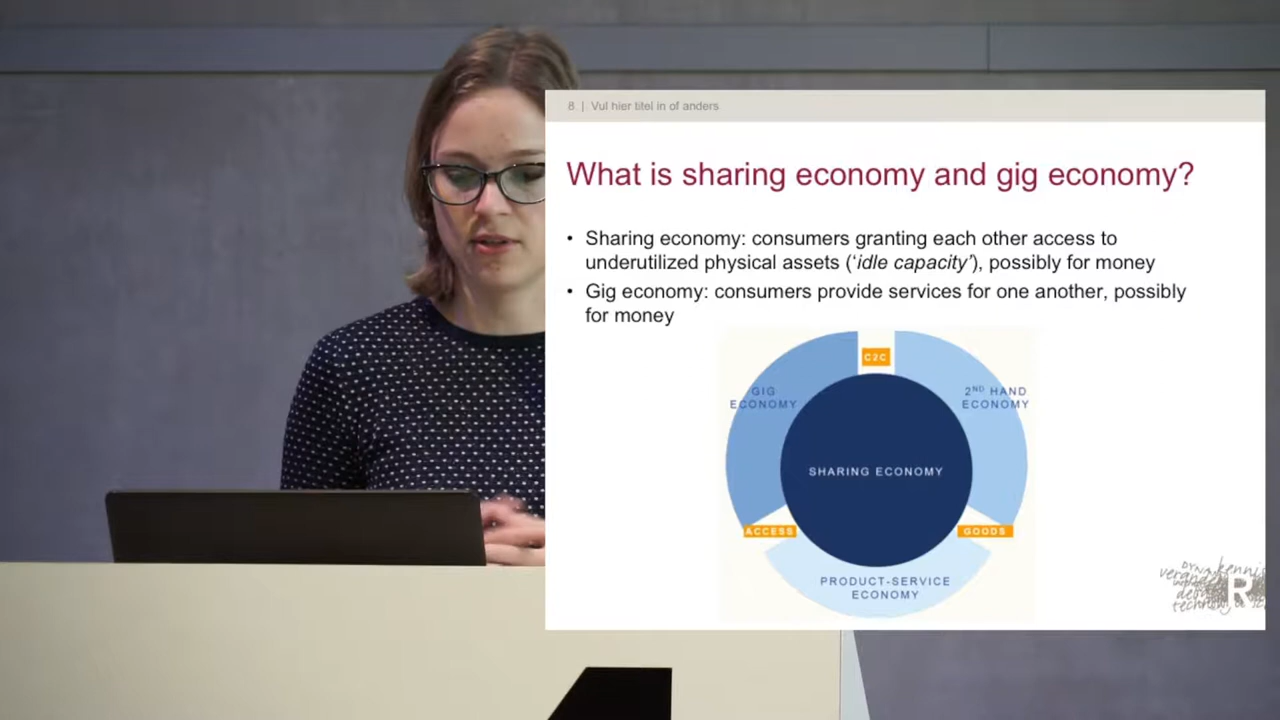 8 | Vul hier titel in of anders
What is sharing economy and gig economy?
• Sharing economy: consumers granting each other access to
underutilized physical assets (‘idle capacity’), possibly for money
• Gig economy: consumers provide services for one another, possibly
for money
C2C
GIG
ECONOMY
2ND HAND
ECONOMY
SHARING ECONOMY
ACCESS
GOODS
PRODUCT-SERVICE
ECONOMY
kennis
R